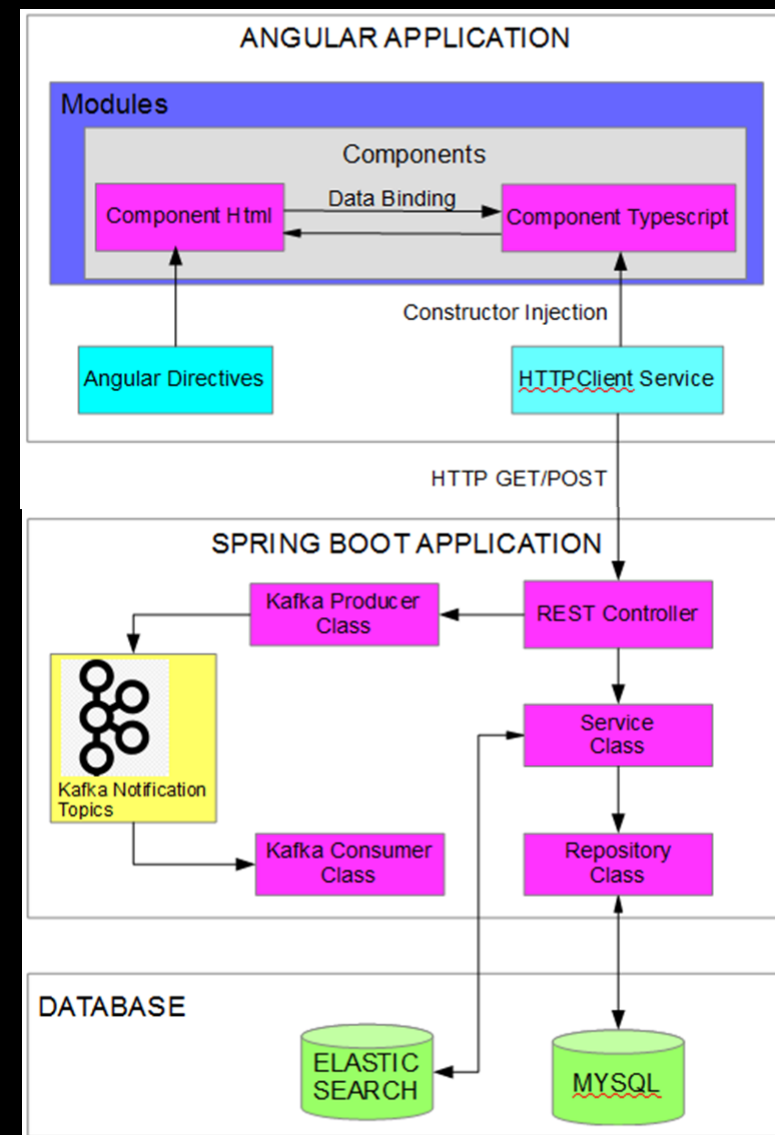 ANGULAR APPLICATION
Modules
Components
Component Html
Data Binding
Component Typescript
Constructor Injection
Angular Directives
HTTPClient Service
HTTP GET/POST
SPRING BOOT APPLICATION
Kafka Producer
Class
REST Controller
Kafka Notification
Topics
Service
Class
Kafka Consumer
Class
Repository
Class
DATABASE
ELASTIC
SEARCH
MYSQL